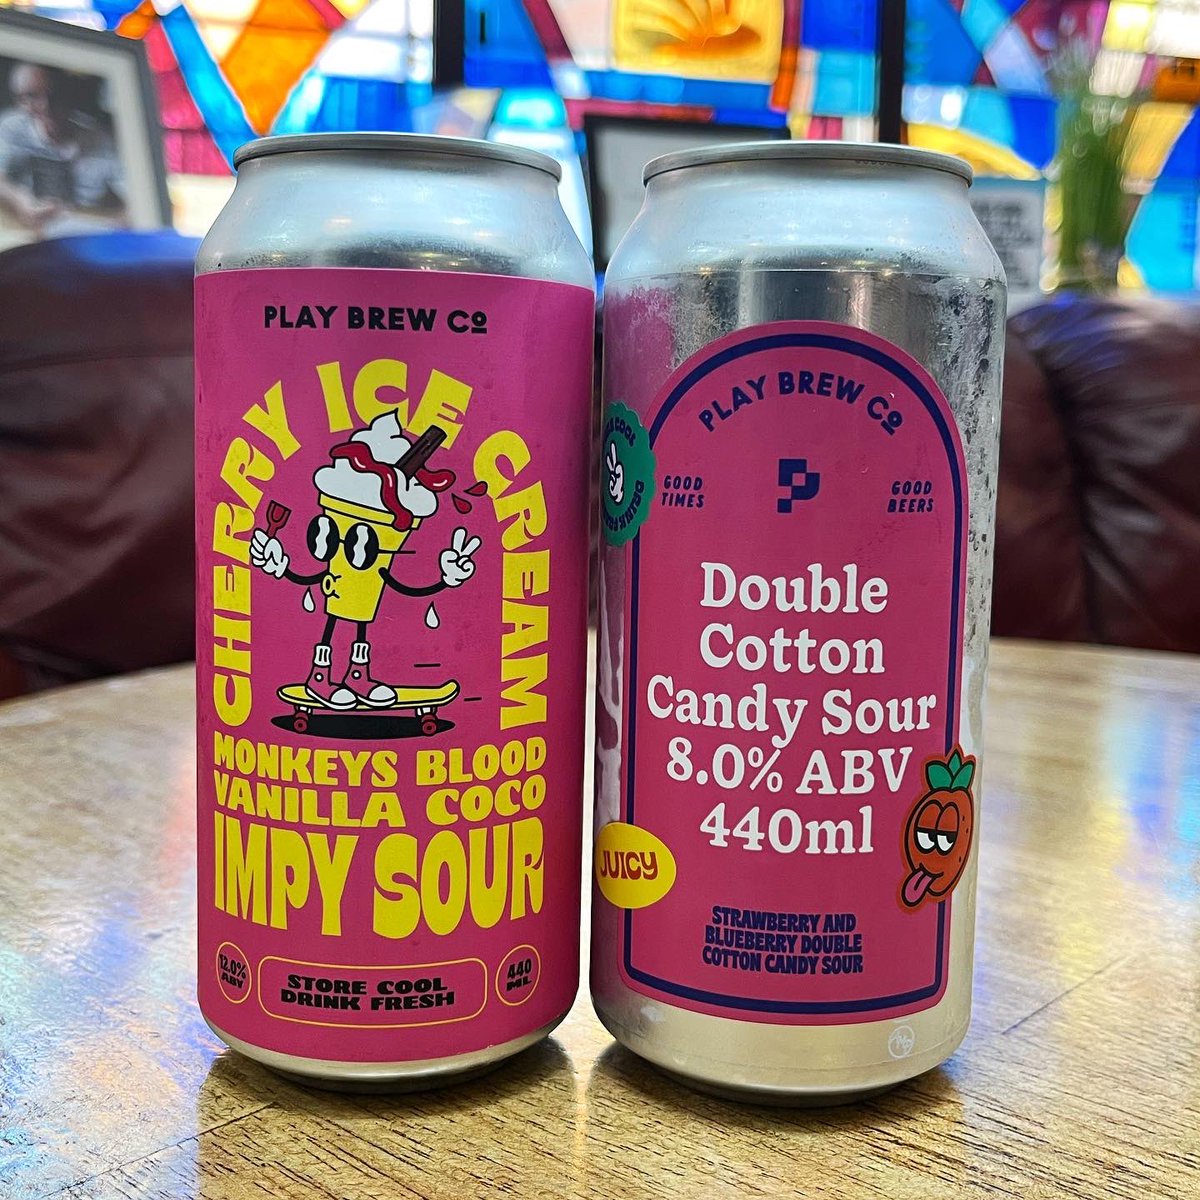 PLAY BREW Co
CHERRY ICE CREAM
MONKEYS BLOOD
VANILLA COCO
IMPY SOUR
12.0%
ABV
STORE COOL
DRINK FRESH
440
ML
PLAY BREW Co
GOOD
TIMES
GOOD
BEERS
COOL
DRINK
Double
Cotton
Candy Sour
8.0% ABV
440ml
JUICY
STRAWBERRY AND
BLUEBERRY DOUBLE
COTTON CANDY SOUR